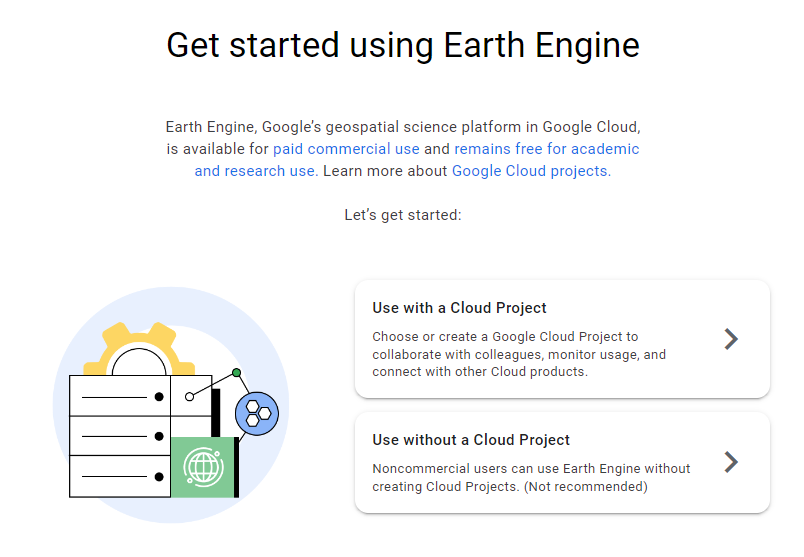 Get started using Earth Engine
Earth Engine, Google’s geospatial science platform in Google Cloud,
is available for paid commercial use and remains free for academic
and research use. Learn more about Google Cloud projects.
Let’s get started:
Use with a Cloud Project
Choose or create a Google Cloud Project to
collaborate with colleagues, monitor usage, and
connect with other Cloud products.
Use without a Cloud Project
Noncommercial users can use Earth Engine without
creating Cloud Projects. (Not recommended)